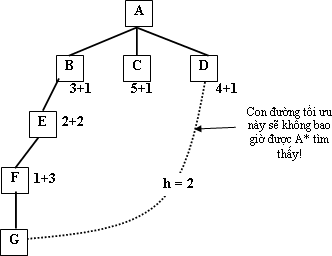 A
B
C
D
3+1
5+1
4+1
E
2+2
Con đường tối ưu
này sẽ không bao
giờ được A* tìm
thấy!
F
1+3
h = 2
G